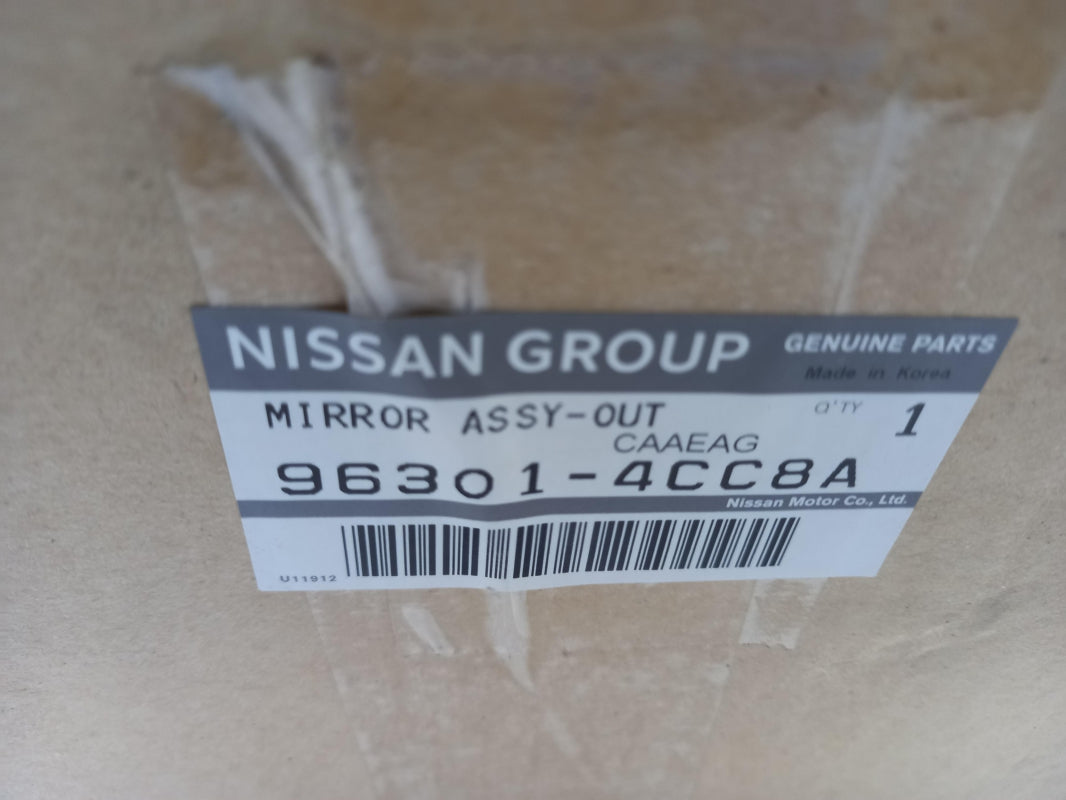 NISSAN GROUP GENUINE PARTS
Made in Korea
MIRROR ASSY-OUT Q'TY 1
CAAEAG
96301-4CC8A
Nissan Motor Co., Ltd.
U11912